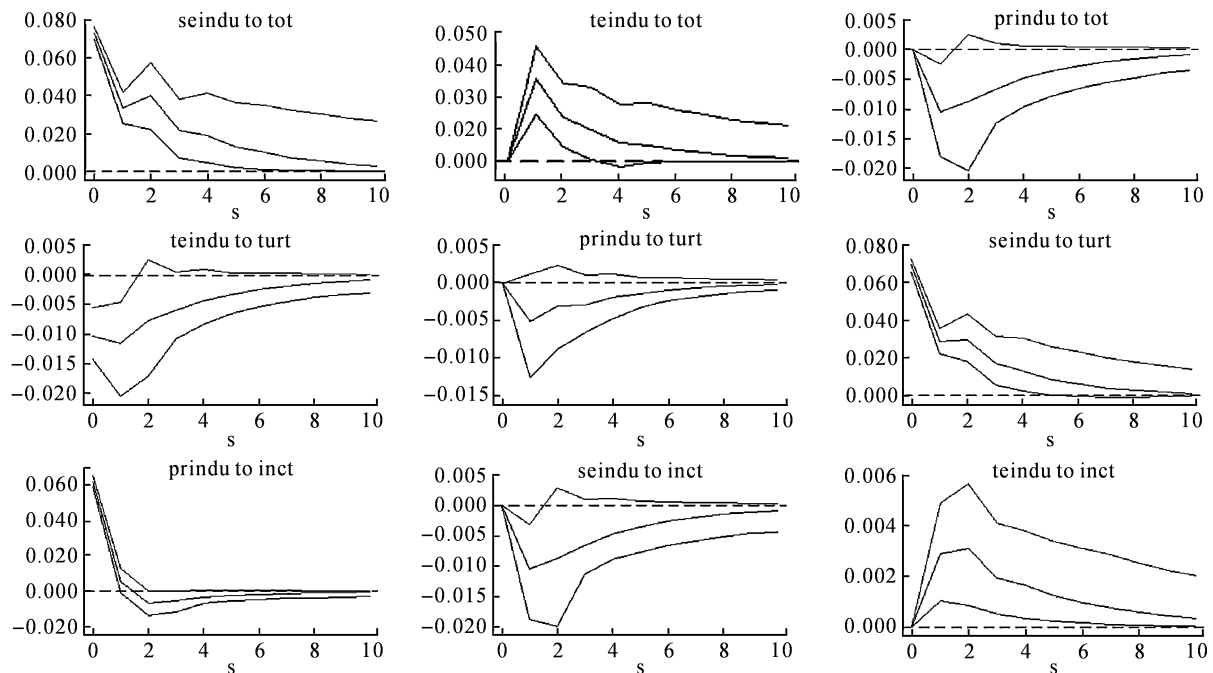 seindu to tot
0.080
0.060
0.040
0.020
0.000
0 2 4 6 8 10
s
teindu to tot
0.050
0.040
0.030
0.020
0.010
0.000
0 2 4 6 8 10
s
prindu to tot
0.005
0.000
−0.005
−0.010
−0.015
−0.020
0 2 4 6 8 10
s
teindu to turt
0.005
0.000
−0.005
−0.010
−0.015
−0.020
0 2 4 6 8 10
s
prindu to turt
0.005
0.000
−0.005
−0.010
−0.015
0 2 4 6 8 10
s
seindu to turt
0.080
0.060
0.040
0.020
0.000
0 2 4 6 8 10
s
prindu to inct
0.060
0.040
0.020
0.000
−0.020
0 2 4 6 8 10
s
seindu to inct
0.005
0.000
−0.005
−0.010
−0.015
−0.020
0 2 4 6 8 10
s
teindu to inct
0.006
0.004
0.002
0.000
0 2 4 6 8 10
s